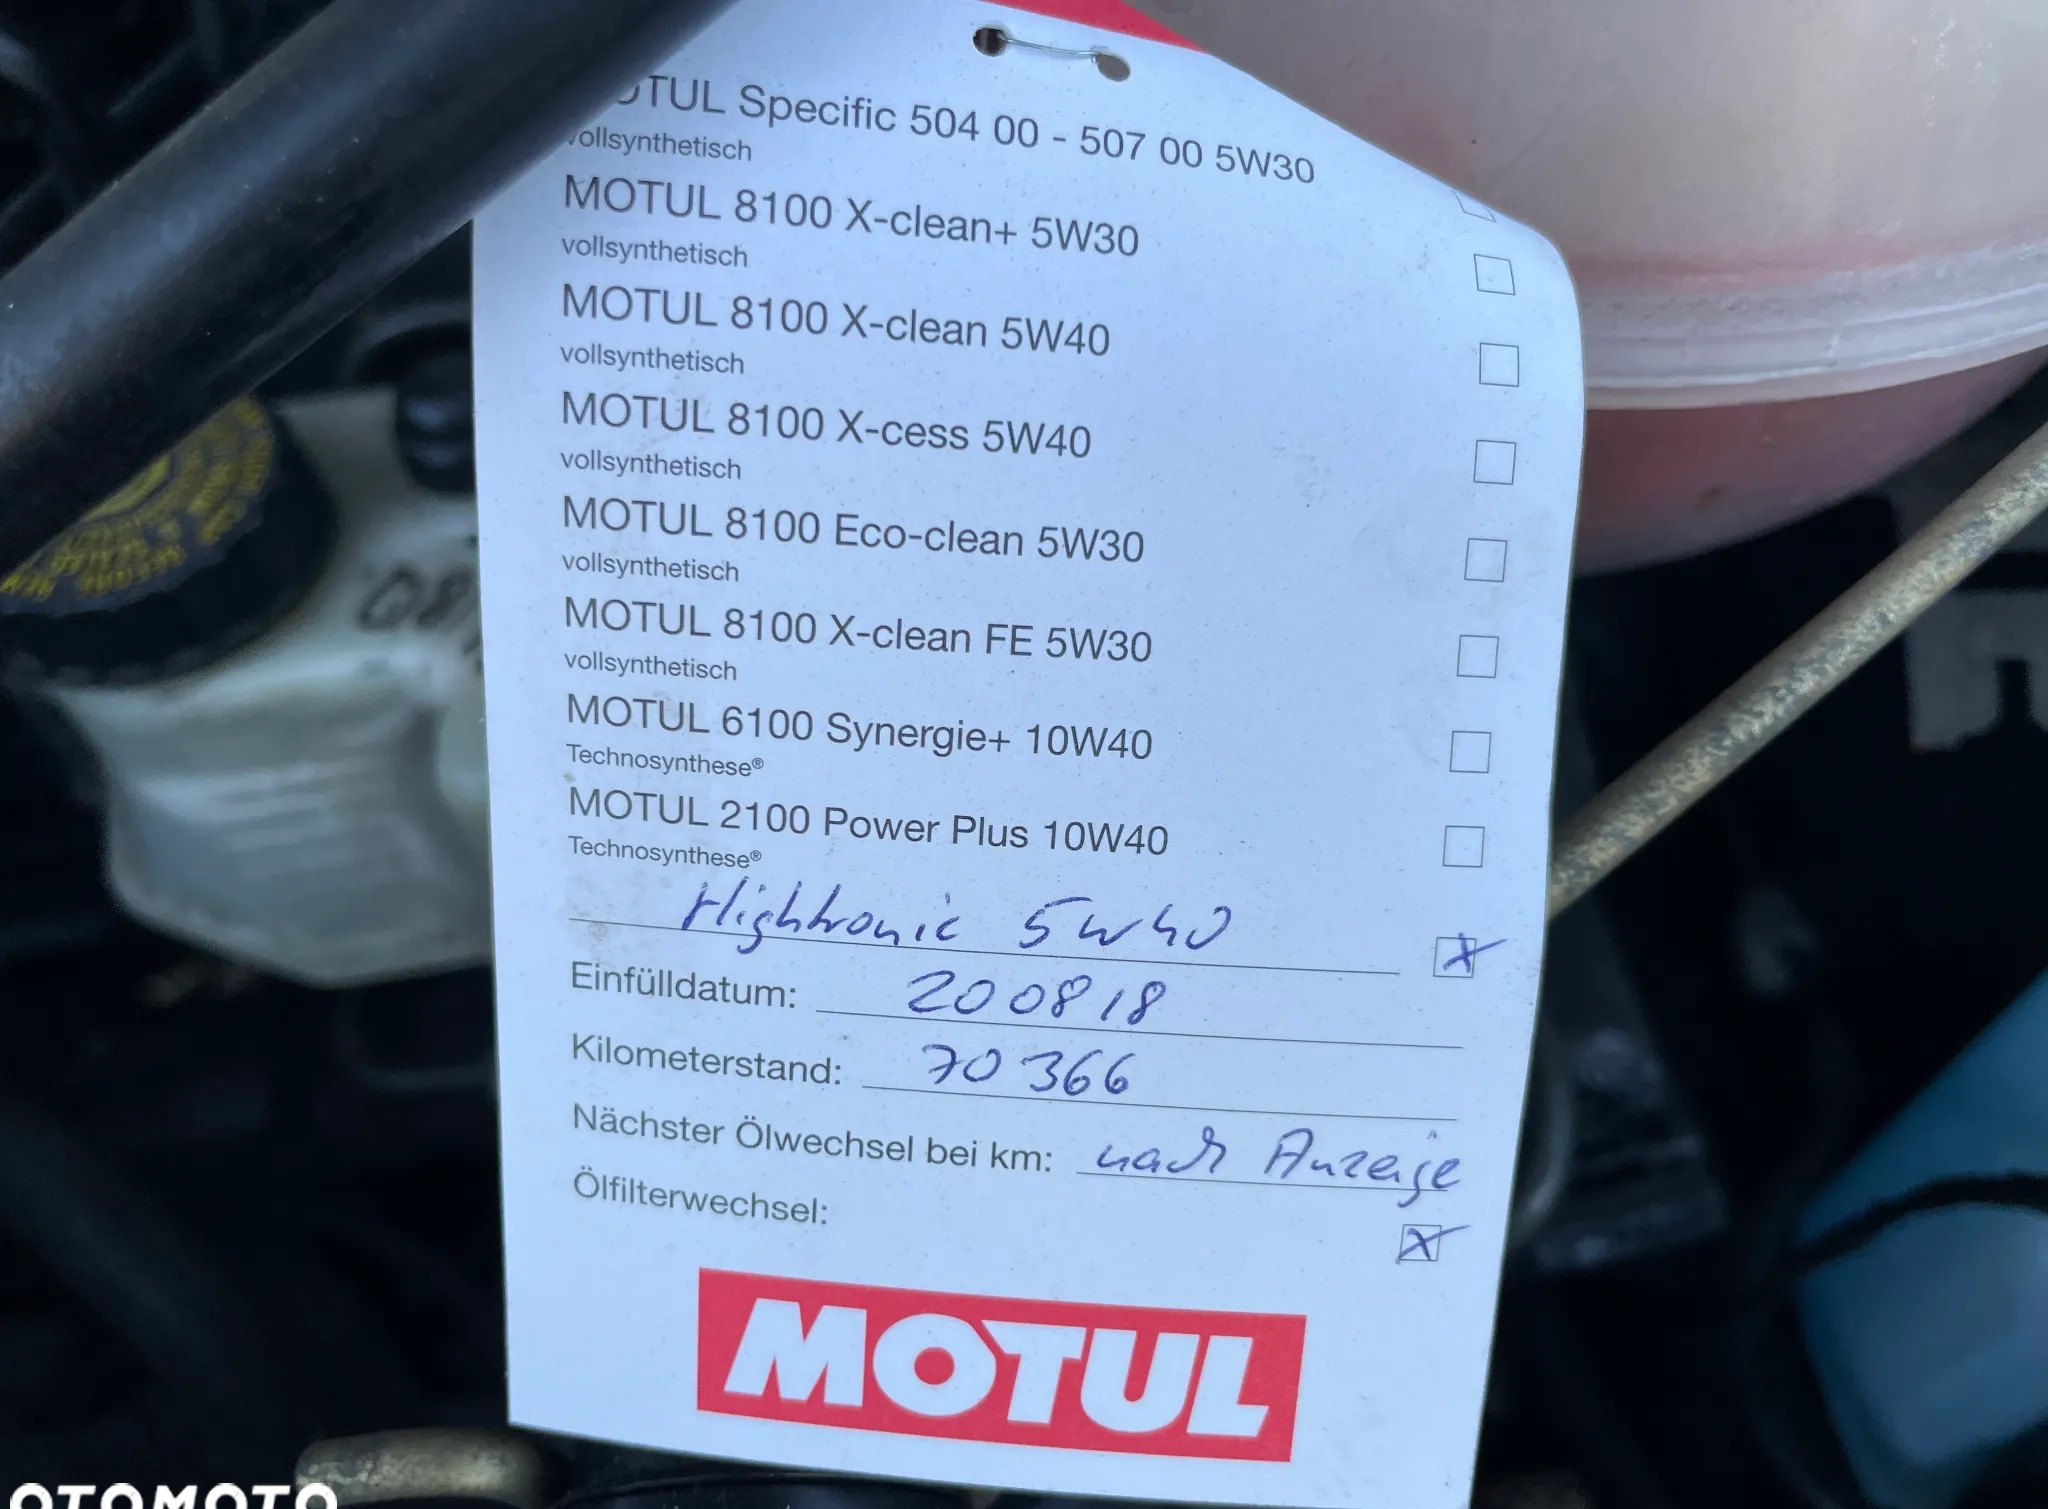 MOTUL Specific 504 00 - 507 00 5W30
vollsynthetisch
MOTUL 8100 X-clean+ 5W30
vollsynthetisch
MOTUL 8100 X-clean 5W40
vollsynthetisch
MOTUL 8100 X-cess 5W40
vollsynthetisch
MOTUL 8100 Eco-clean 5W30
vollsynthetisch
MOTUL 8100 X-clean FE 5W30
vollsynthetisch
MOTUL 6100 Synergie+ 10W40
Technosynthese®
MOTUL 2100 Power Plus 10W40
Technosynthese®
Hightronic 5W40
Einfülldatum: 200818
Kilometerstand: 70366
Nächster Ölwechsel bei km: nach Anzeige
Ölfilterwechsel:
MOTUL
OTOMOTO